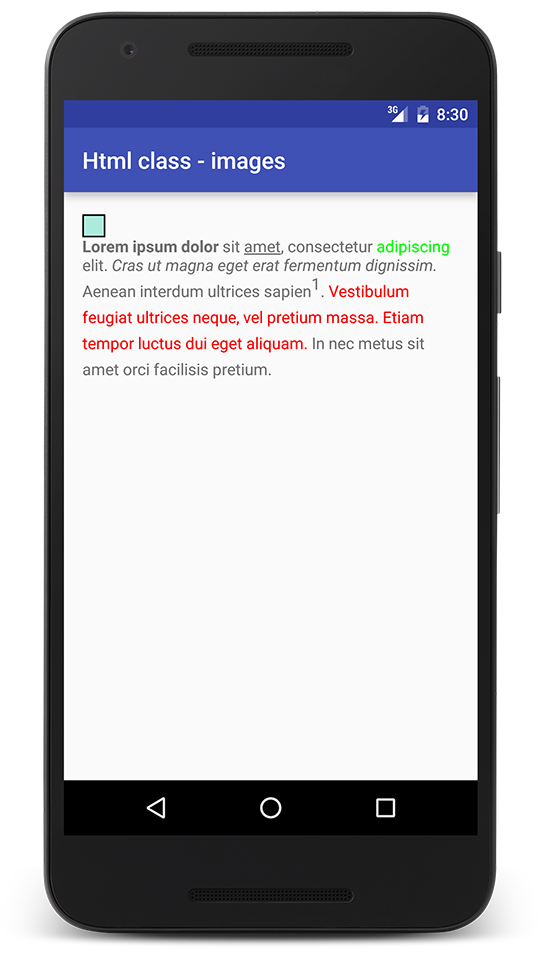 3G 8:30
Html class - images
Lorem ipsum dolor sit amet, consectetur adipiscing
elit. Cras ut magna eget erat fermentum dignissim.
Aenean interdum ultrices sapien1. Vestibulum
feugiat ultrices neque, vel pretium massa. Etiam
tempor luctus dui eget aliquam. In nec metus sit
amet orci facilisis pretium.